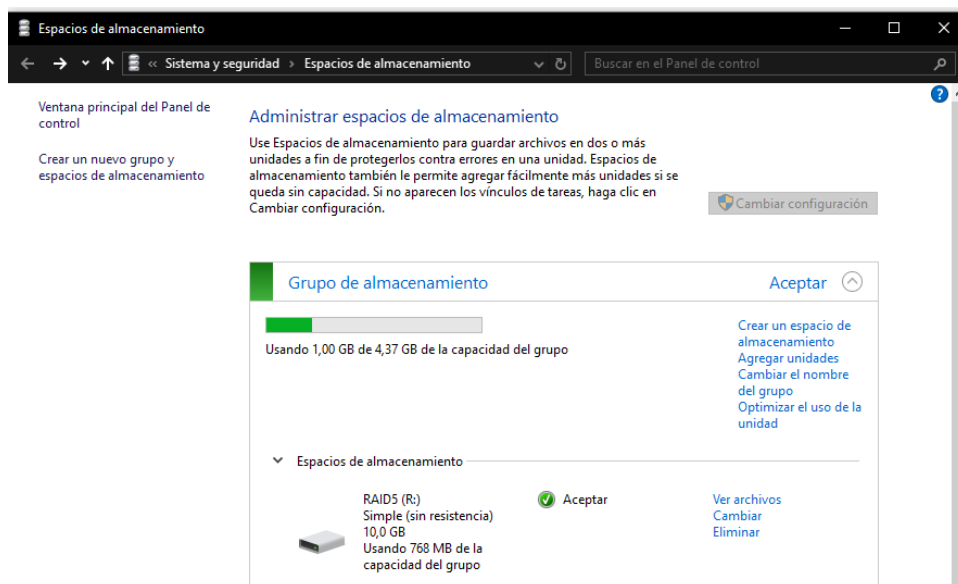 Espacios de almacenamiento
« Sistema y seguridad › Espacios de almacenamiento
Buscar en el Panel de control
Ventana principal del Panel de
control
Crear un nuevo grupo y
espacios de almacenamiento
Administrar espacios de almacenamiento
Use Espacios de almacenamiento para guardar archivos en dos o más
unidades a fin de protegerlos contra errores en una unidad. Espacios de
almacenamiento también le permite agregar fácilmente más unidades si se
queda sin capacidad. Si no aparecen los vínculos de tareas, haga clic en
Cambiar configuración.
Cambiar configuración
Grupo de almacenamiento
Aceptar
Usando 1,00 GB de 4,37 GB de la capacidad del grupo
Crear un espacio de
almacenamiento
Agregar unidades
Cambiar el nombre
del grupo
Optimizar el uso de la
unidad
Espacios de almacenamiento
RAID5 (R:)
Simple (sin resistencia)
10,0 GB
Usando 768 MB de la
capacidad del grupo
Aceptar
Ver archivos
Cambiar
Eliminar